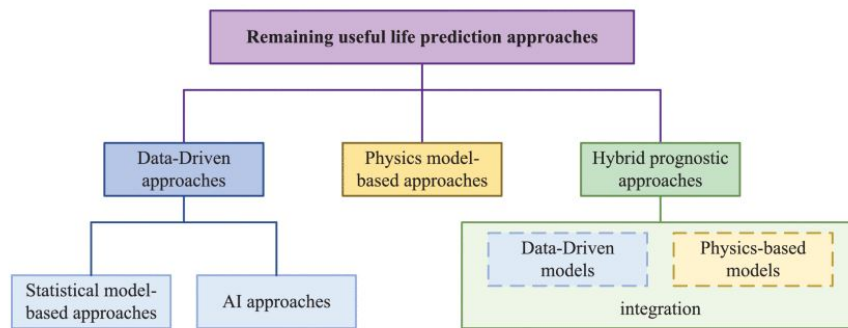 Remaining useful life prediction approaches
Data-Driven
approaches
Physics model-
based approaches
Hybrid prognostic
approaches
Statistical model-
based approaches
AI approaches
Data-Driven
models
Physics-based
models
integration